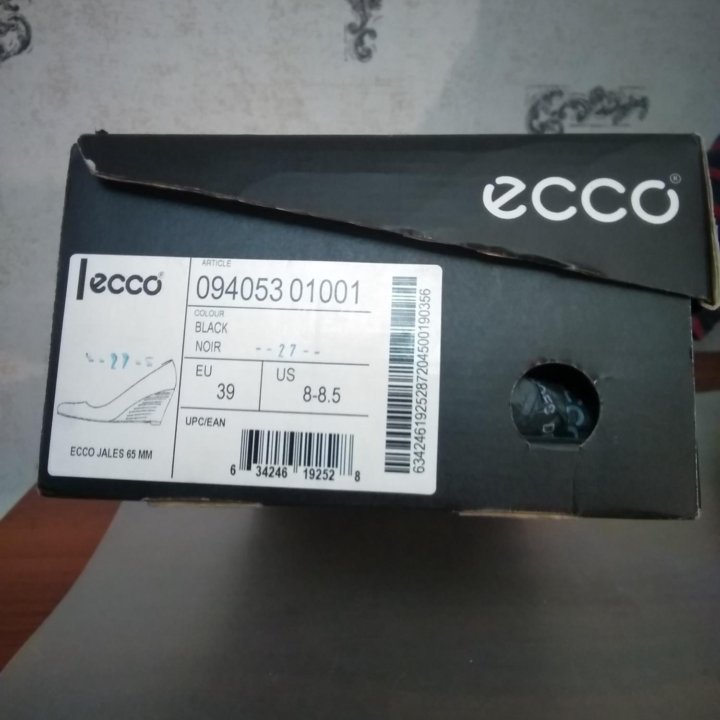 ecco®
ecco®
ARTICLE
094053 01001
COLOUR
BLACK
NOIR --27--
EU
39
US
8-8.5
ECCO JALES 65 MM
UPC/EAN
6 34246 19252 8
6342461925287204500190356